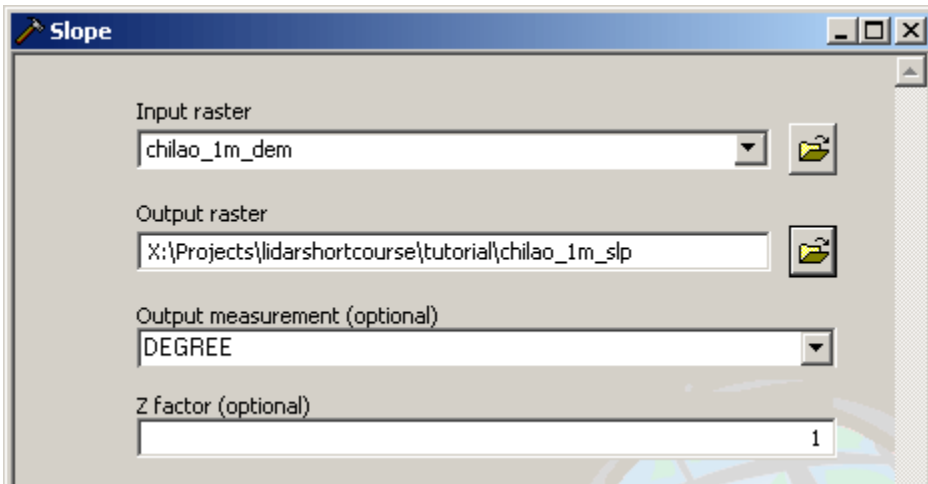 Slope
Input raster
chilao_1m_dem
Output raster
X:\Projects\lidarshortcourse\tutorial\chilao_1m_slp
Output measurement (optional)
DEGREE
Z factor (optional)
1